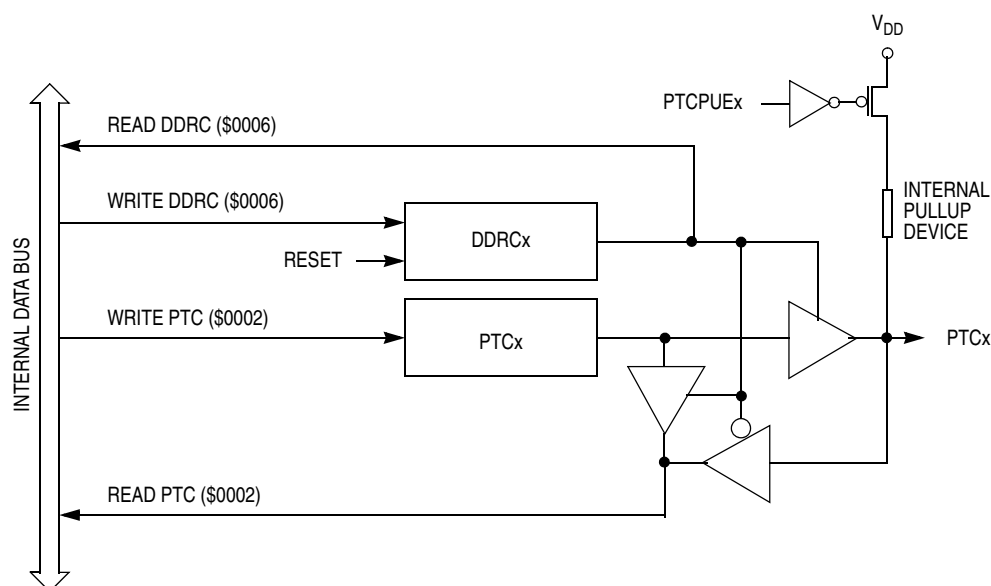 VDD
PTCPUEx
READ DDRC ($0006)
INTERNAL
PULLUP
DEVICE
WRITE DDRC ($0006)
DDRCx
RESET
INTERNAL DATA BUS
WRITE PTC ($0002)
PTCx
PTCx
READ PTC ($0002)